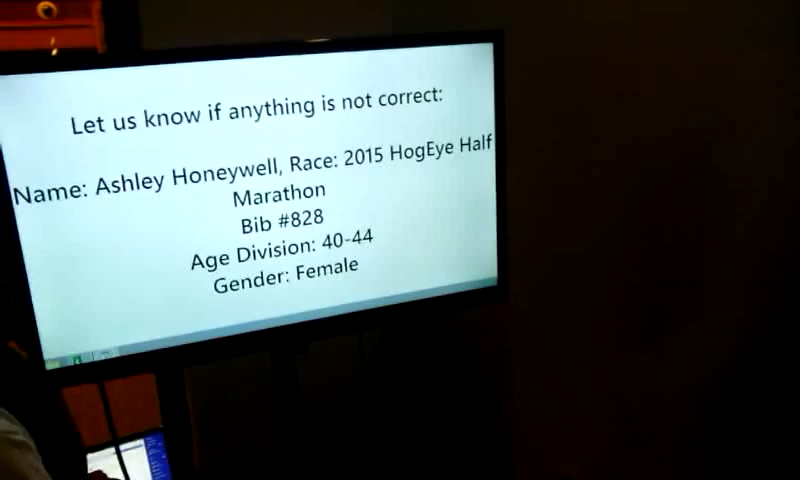 Let us know if anything is not correct:
Name: Ashley Honeywell, Race: 2015 HogEye Half
Marathon
Bib #828
Age Division: 40-44
Gender: Female